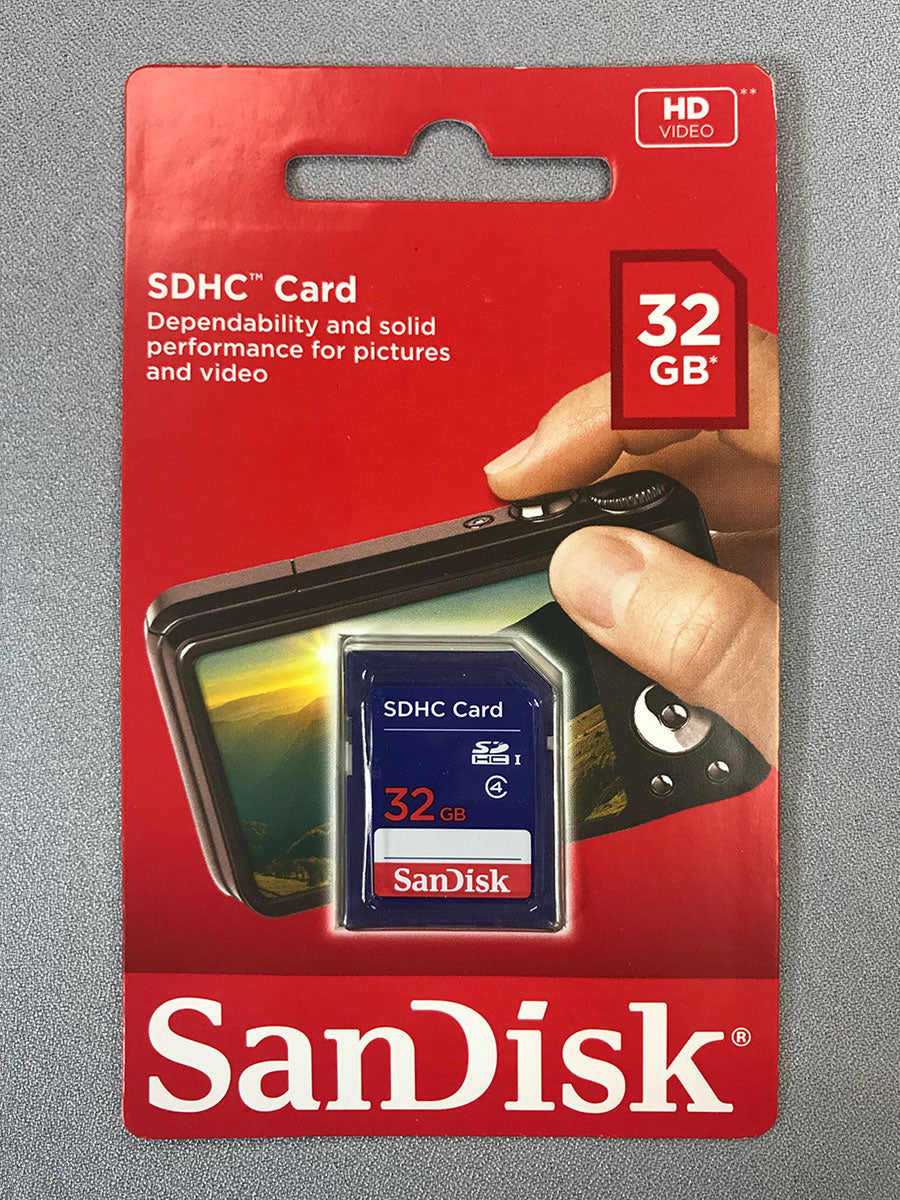 HD **
VIDEO
SDHC™ Card
Dependability and solid
performance for pictures
and video
32
GB*
SDHC Card
SD
HC I
4
32 GB
SanDisk
SanDisk®